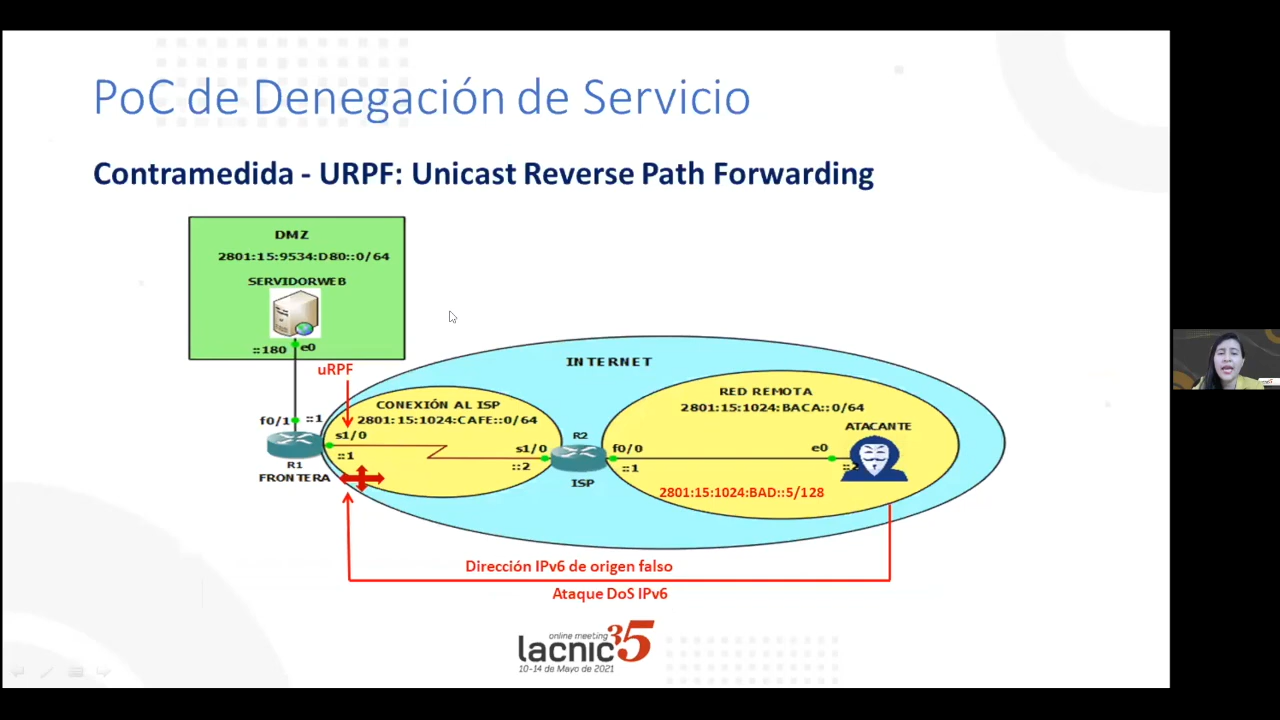 PoC de Denegación de Servicio
Contramedida - URPF: Unicast Reverse Path Forwarding
DMZ
2801:15:9534:D80::0/64
SERVIDORWEB
::180 e0
uRPF
INTERNET
f0/1 ::1
CONEXIÓN AL ISP
2801:15:1024:CAFE::0/64
s1/0
::1
R1
FRONTERA
s1/0
::2
R2
ISP
RED REMOTA
2801:15:1024:BACA::0/64
ATACANTE
f0/0
::1
e0
2801:15:1024:BAD::5/128
Dirección IPv6 de origen falso
Ataque DoS IPv6
online meeting
lacnic35
10-14 de Mayo de 2021